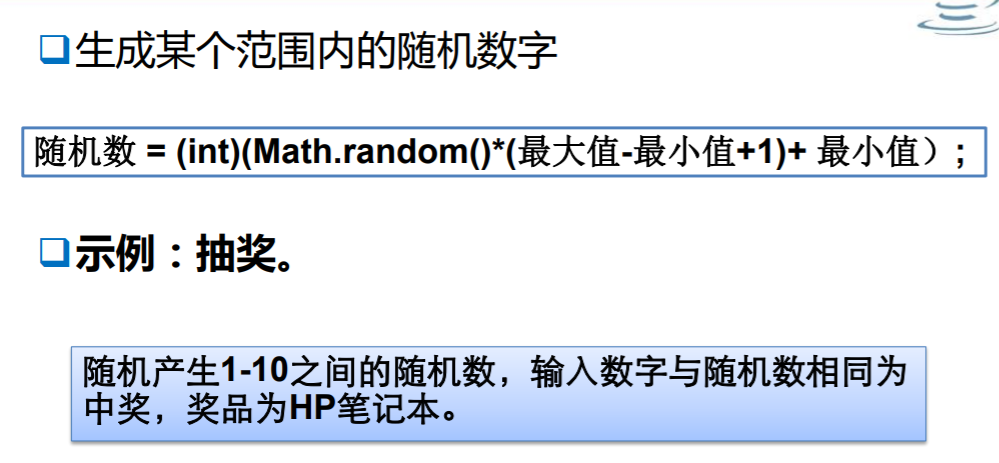 生成某个范围内的随机数字
随机数 = (int)(Math.random()*(最大值-最小值+1)+ 最小值）;
示例：抽奖。
随机产生1-10之间的随机数，输入数字与随机数相同为
中奖，奖品为HP笔记本。